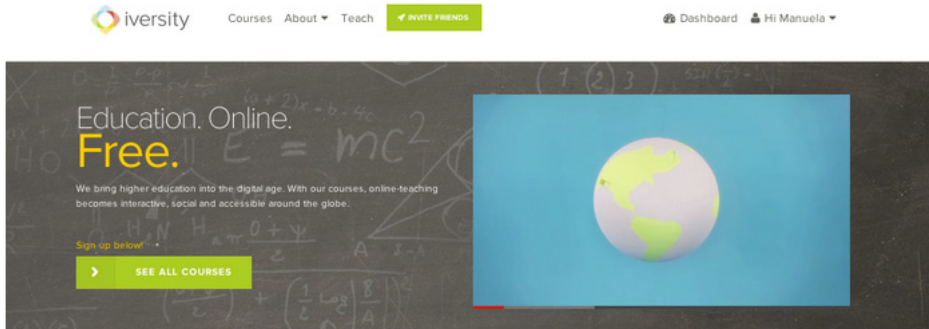 iversity
Courses About Teach INVITE FRIENDS
Dashboard Hi Manuela
Education. Online.
Free.
We bring higher education into the digital age. With our courses, online-teaching
becomes interactive, social and accessible around the globe.
Sign up below!
SEE ALL COURSES
E = mc²